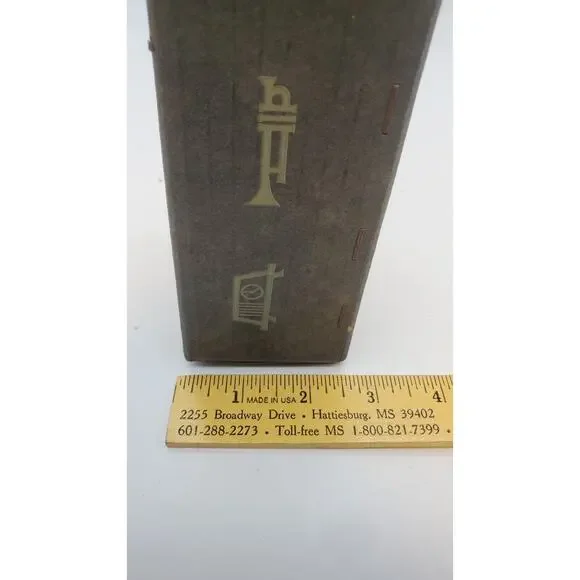 1 MADE IN USA 2 3 4
2255 Broadway Drive • Hattiesburg, MS 39402
601-288-2273 • Toll-free MS 1-800-821-7399 •